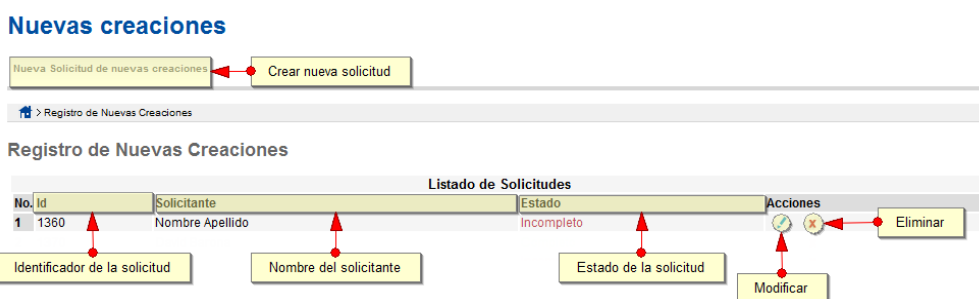 Nuevas creaciones
Nueva Solicitud de nuevas creaciones Crear nueva solicitud
> Registro de Nuevas Creaciones
Registro de Nuevas Creaciones
Listado de Solicitudes
No. Id Solicitante Estado Acciones
1 1360 Nombre Apellido Incompleto Eliminar
Identificador de la solicitud Nombre del solicitante Estado de la solicitud
Modificar